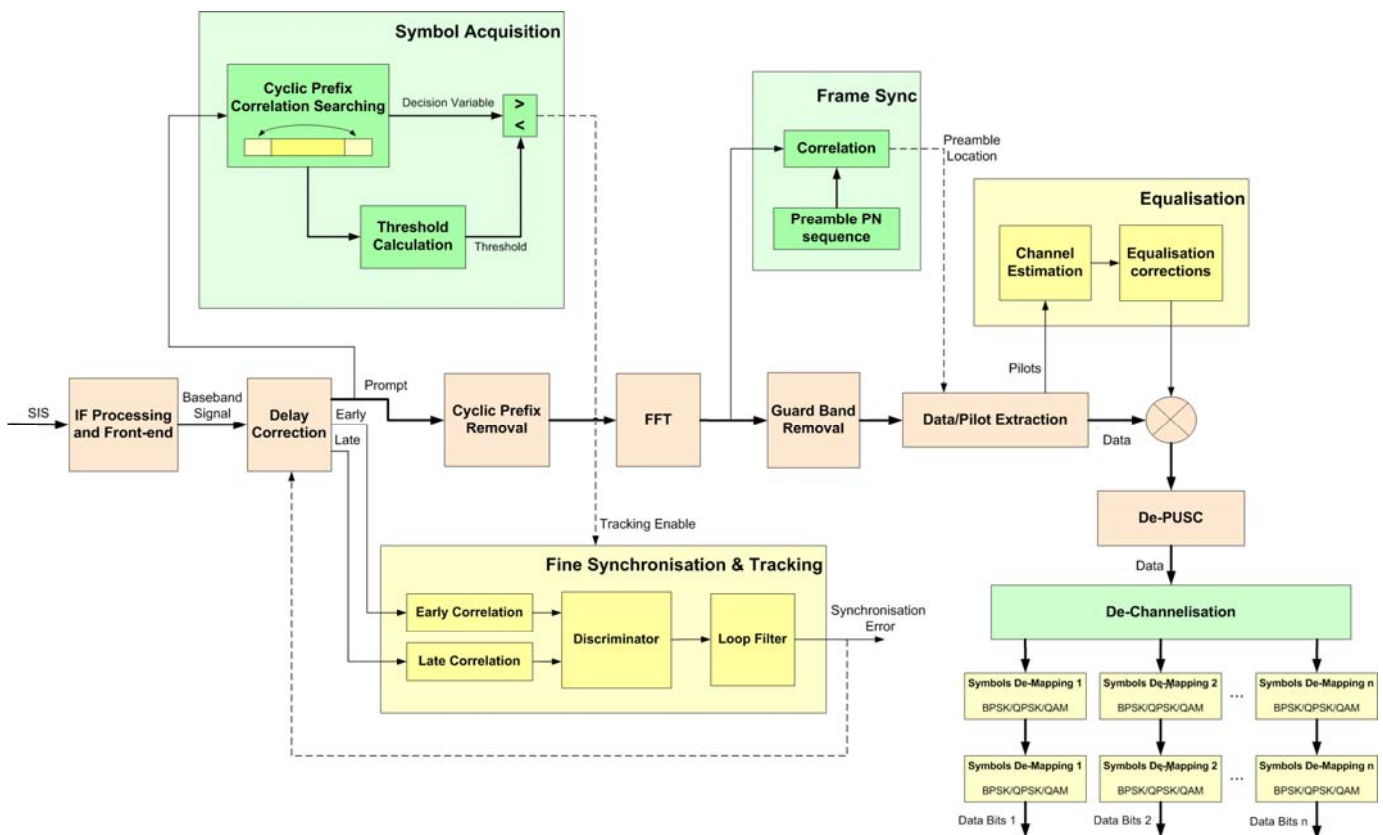 Symbol Acquisition
Cyclic Prefix
Correlation Searching
Decision Variable
>
<
Threshold
Calculation
Threshold
Frame Sync
Correlation
Preamble
Location
Preamble PN
sequence
Equalisation
Channel
Estimation
Equalisation
corrections
SIS
IF Processing
and Front-end
Baseband
Signal
Delay
Correction
Prompt
Early
Late
Cyclic Prefix
Removal
FFT
Guard Band
Removal
Data/Pilot Extraction
Pilots
Data
De-PUSC
Data
Tracking Enable
Fine Synchronisation & Tracking
Early Correlation
Late Correlation
Discriminator
Loop Filter
Synchronisation
Error
De-Channelisation
Symbols De-Mapping 1
BPSK/QPSK/QAM
Symbols De-Mapping 2
BPSK/QPSK/QAM
...
Symbols De-Mapping n
BPSK/QPSK/QAM
Symbols De-Mapping 1
BPSK/QPSK/QAM
Symbols De-Mapping 2
BPSK/QPSK/QAM
...
Symbols De-Mapping n
BPSK/QPSK/QAM
Data Bits 1
Data Bits 2
Data Bits n